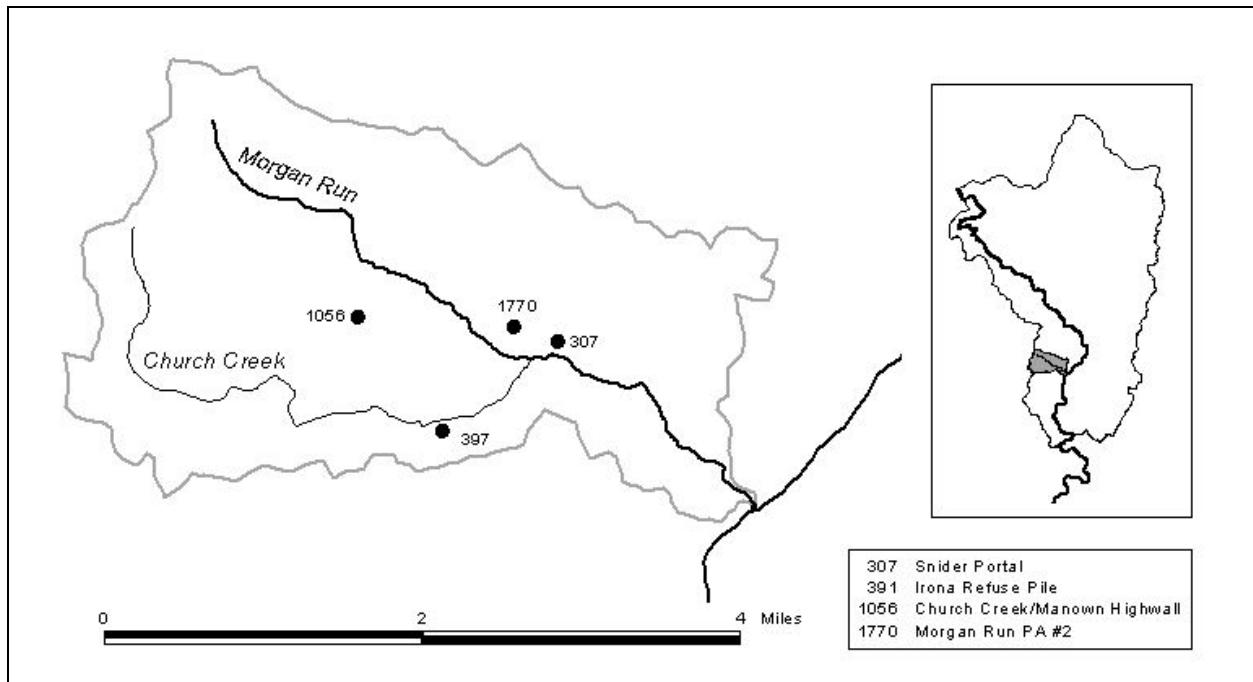 Morgan Run
1770
1056
307
Church Creek
397
0 2 4 Miles
307 Snider Portal
391 Irona Refuse Pile
1056 Church Creek/Manown Highwall
1770 Morgan Run PA #2